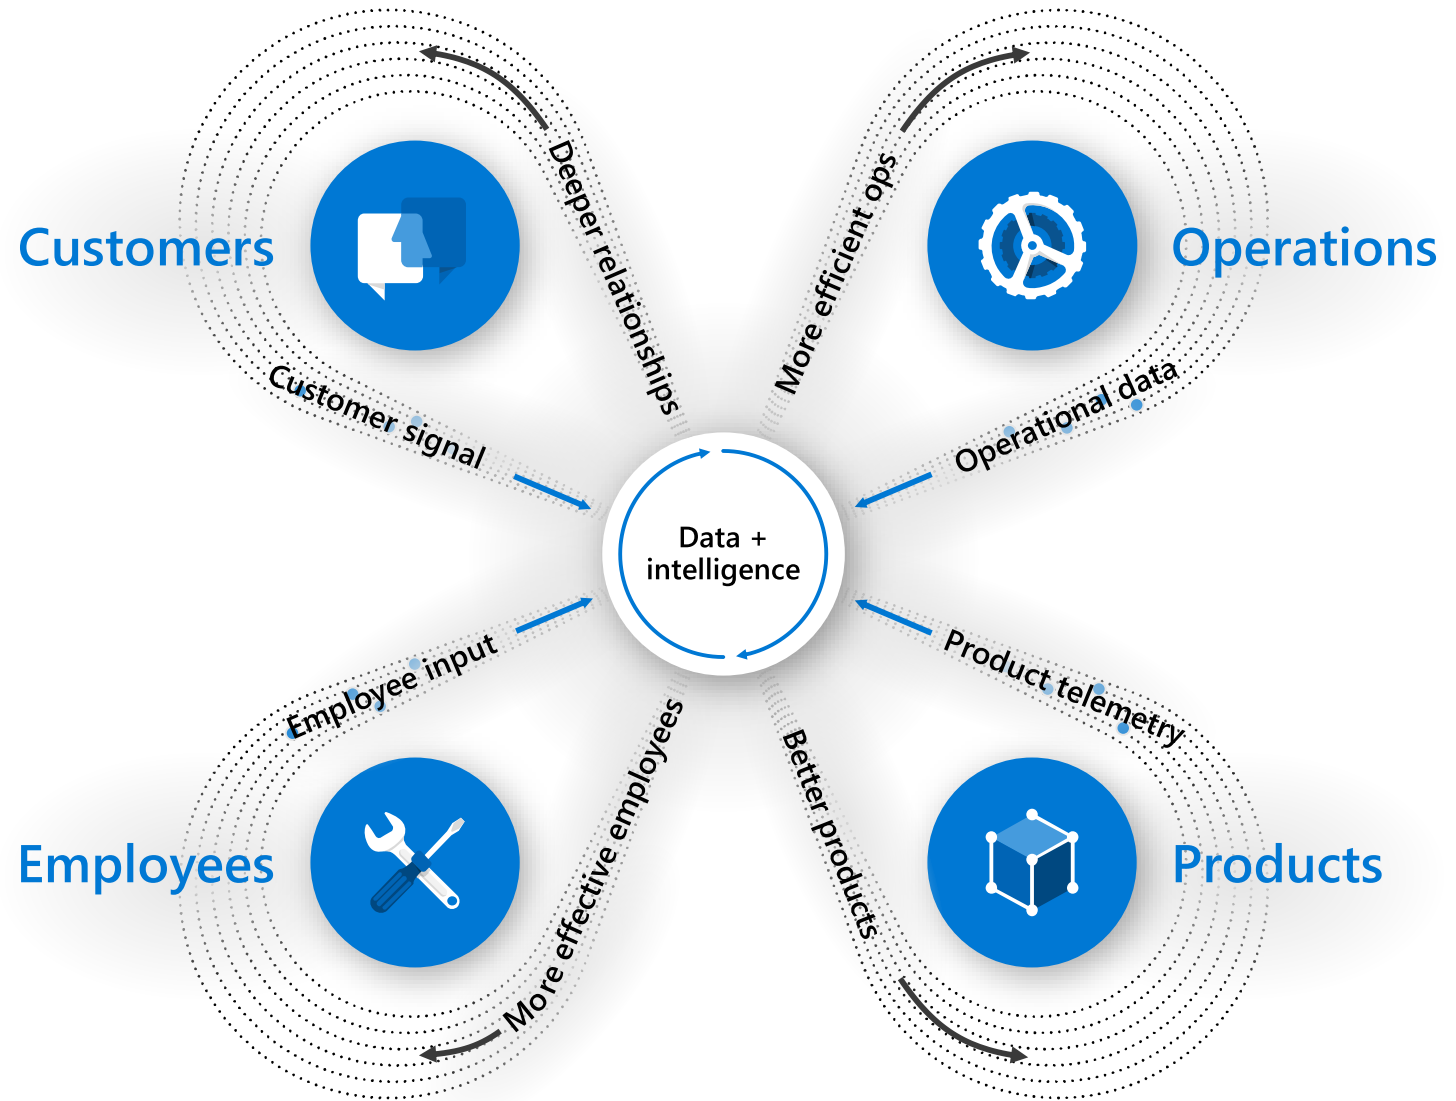 Customers
Deeper relationships
Customer signal
Operations
More efficient ops
Operational data
Data +
intelligence
Employees
Employee input
More effective employees
Products
Product telemetry
Better products